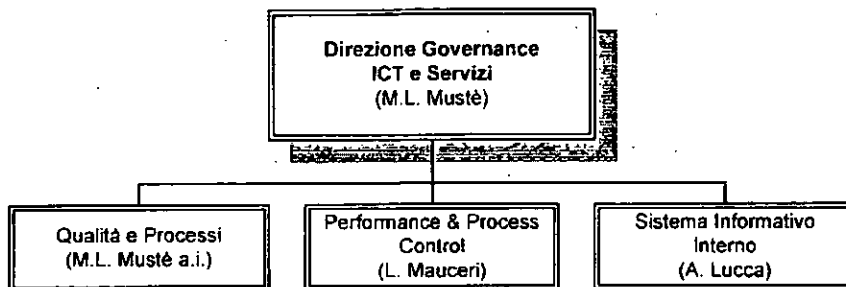 Direzione Governance
ICT e Servizi
(M.L. Mustè)
Qualità e Processi
(M.L. Mustè a.i.)
Performance & Process
Control
(L. Mauceri)
Sistema Informativo
Interno
(A. Lucca)